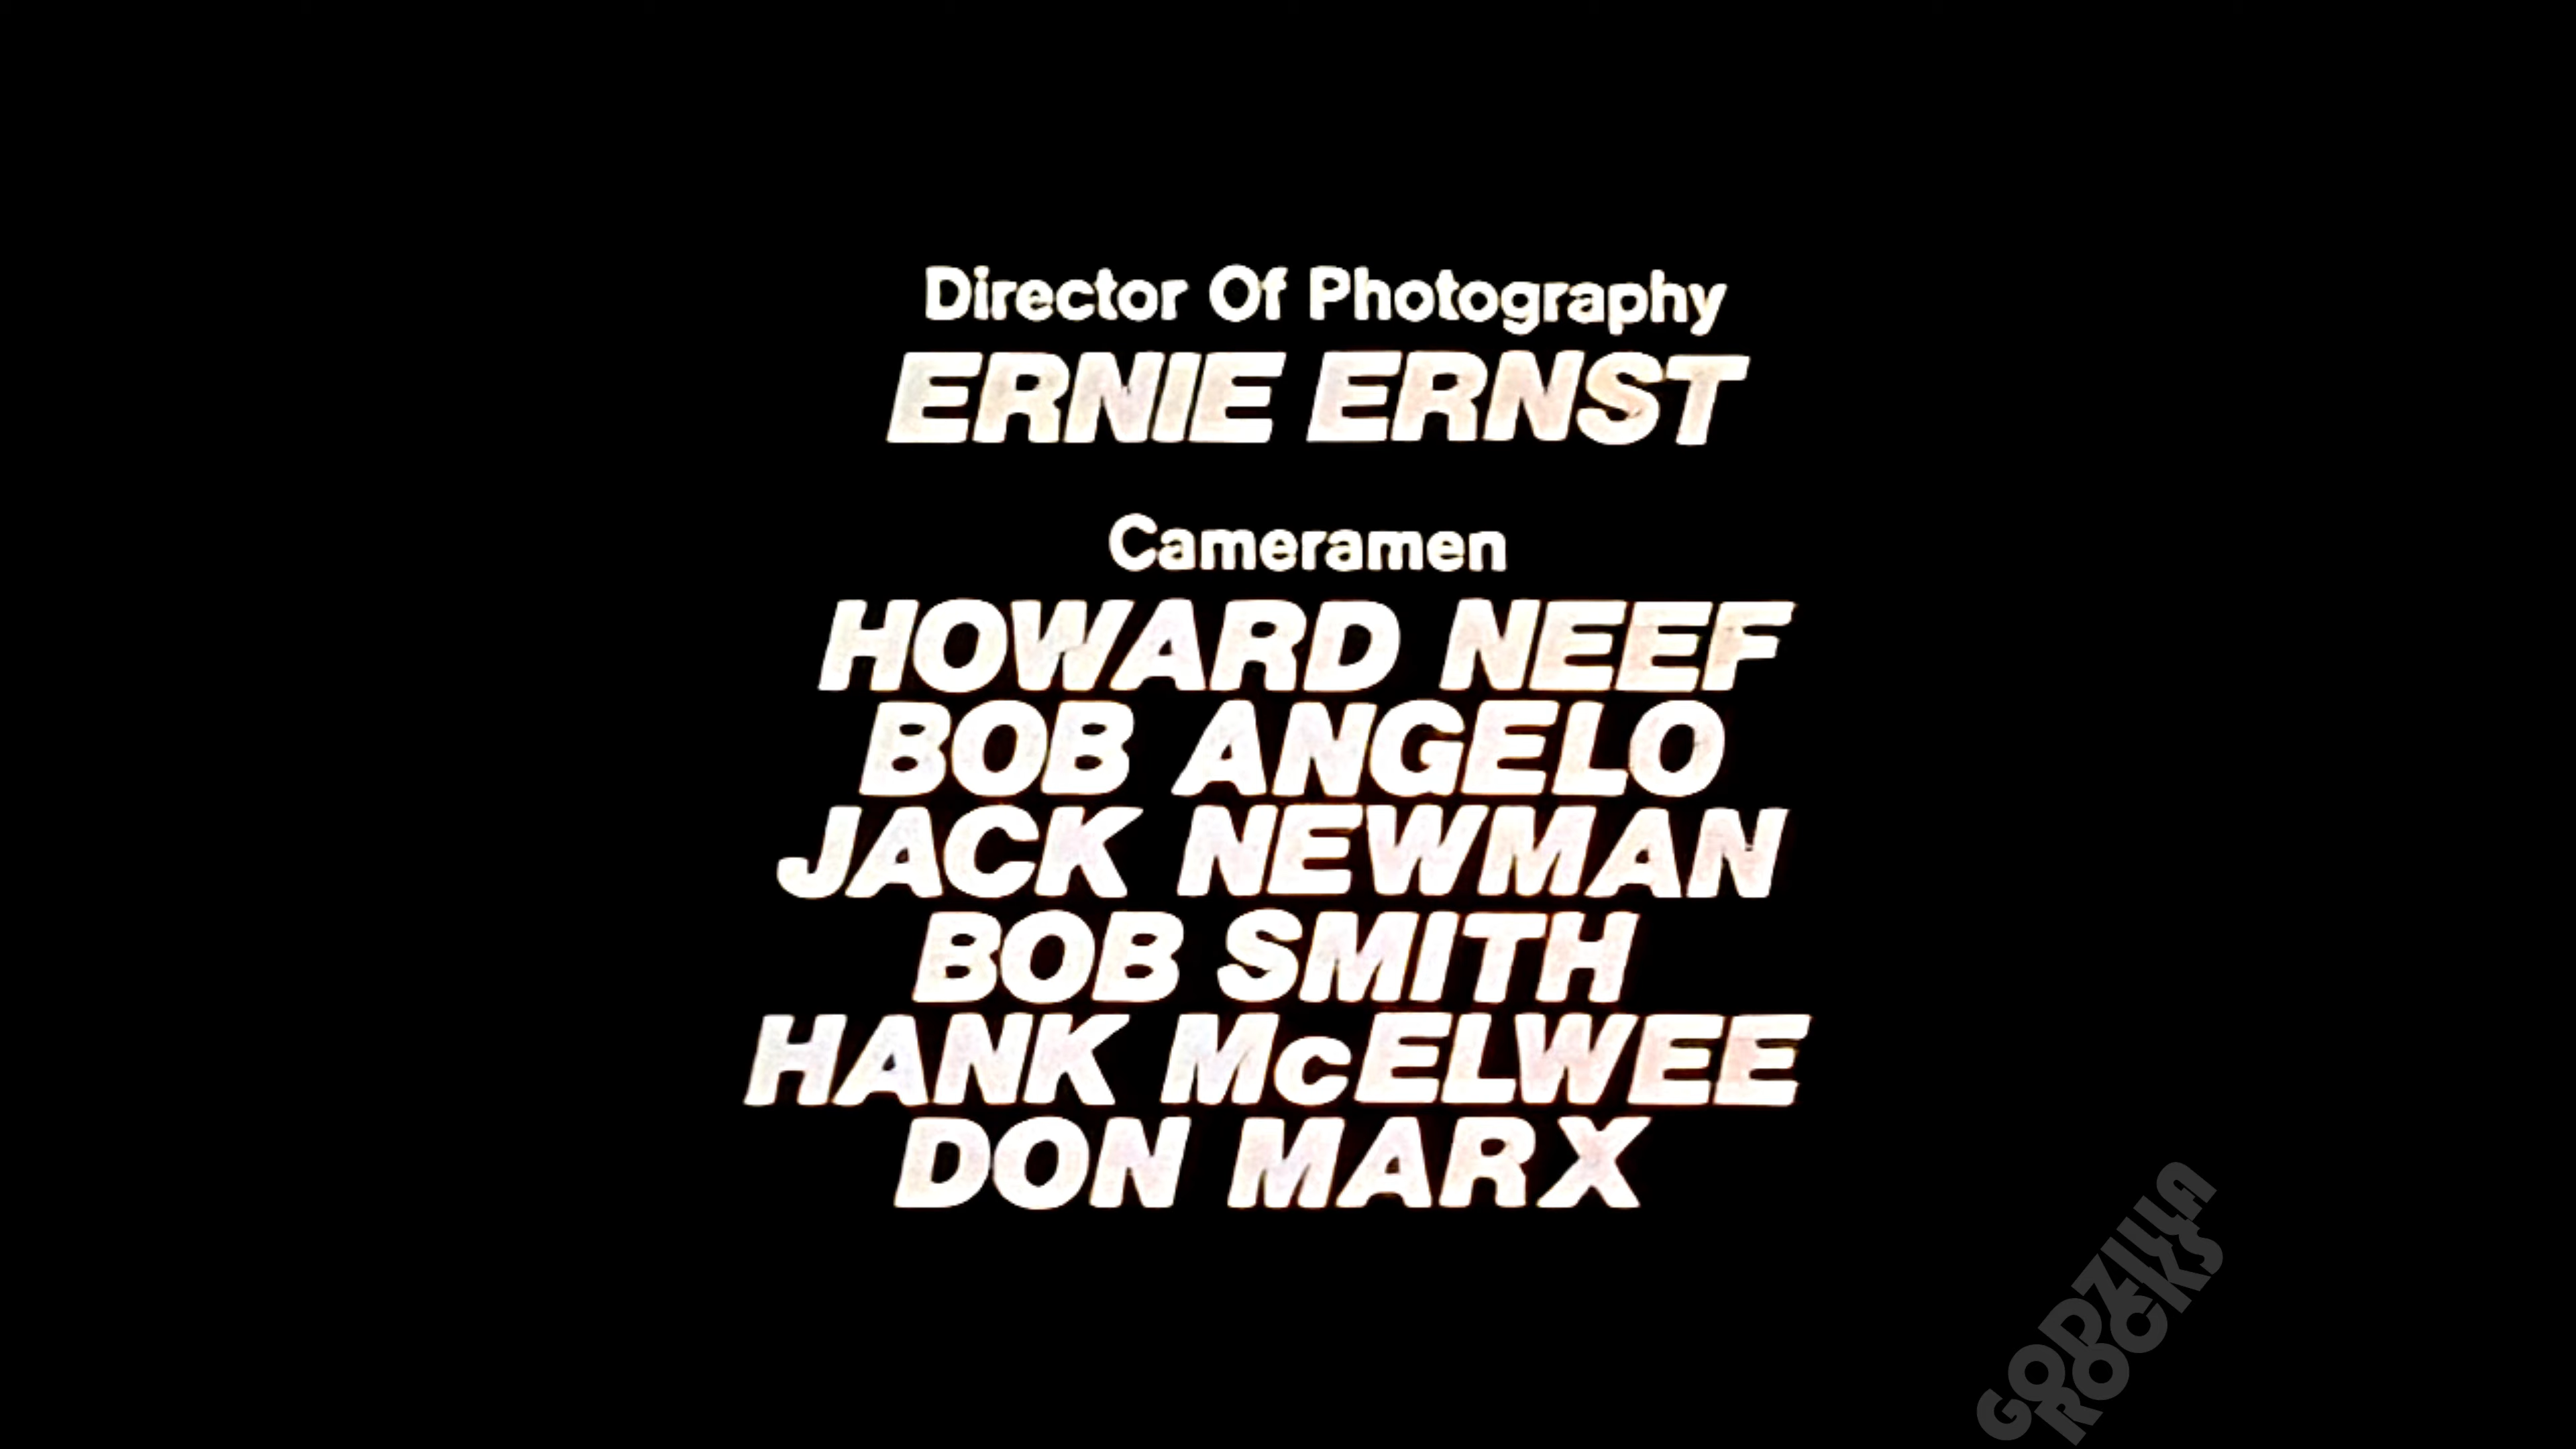 Director Of Photography
ERNIE ERNST
Cameramen
HOWARD NEEF
BOB ANGELO
JACK NEWMAN
BOB SMITH
HANK McELWEE
DON MARX
GODZILLA
ROCKS